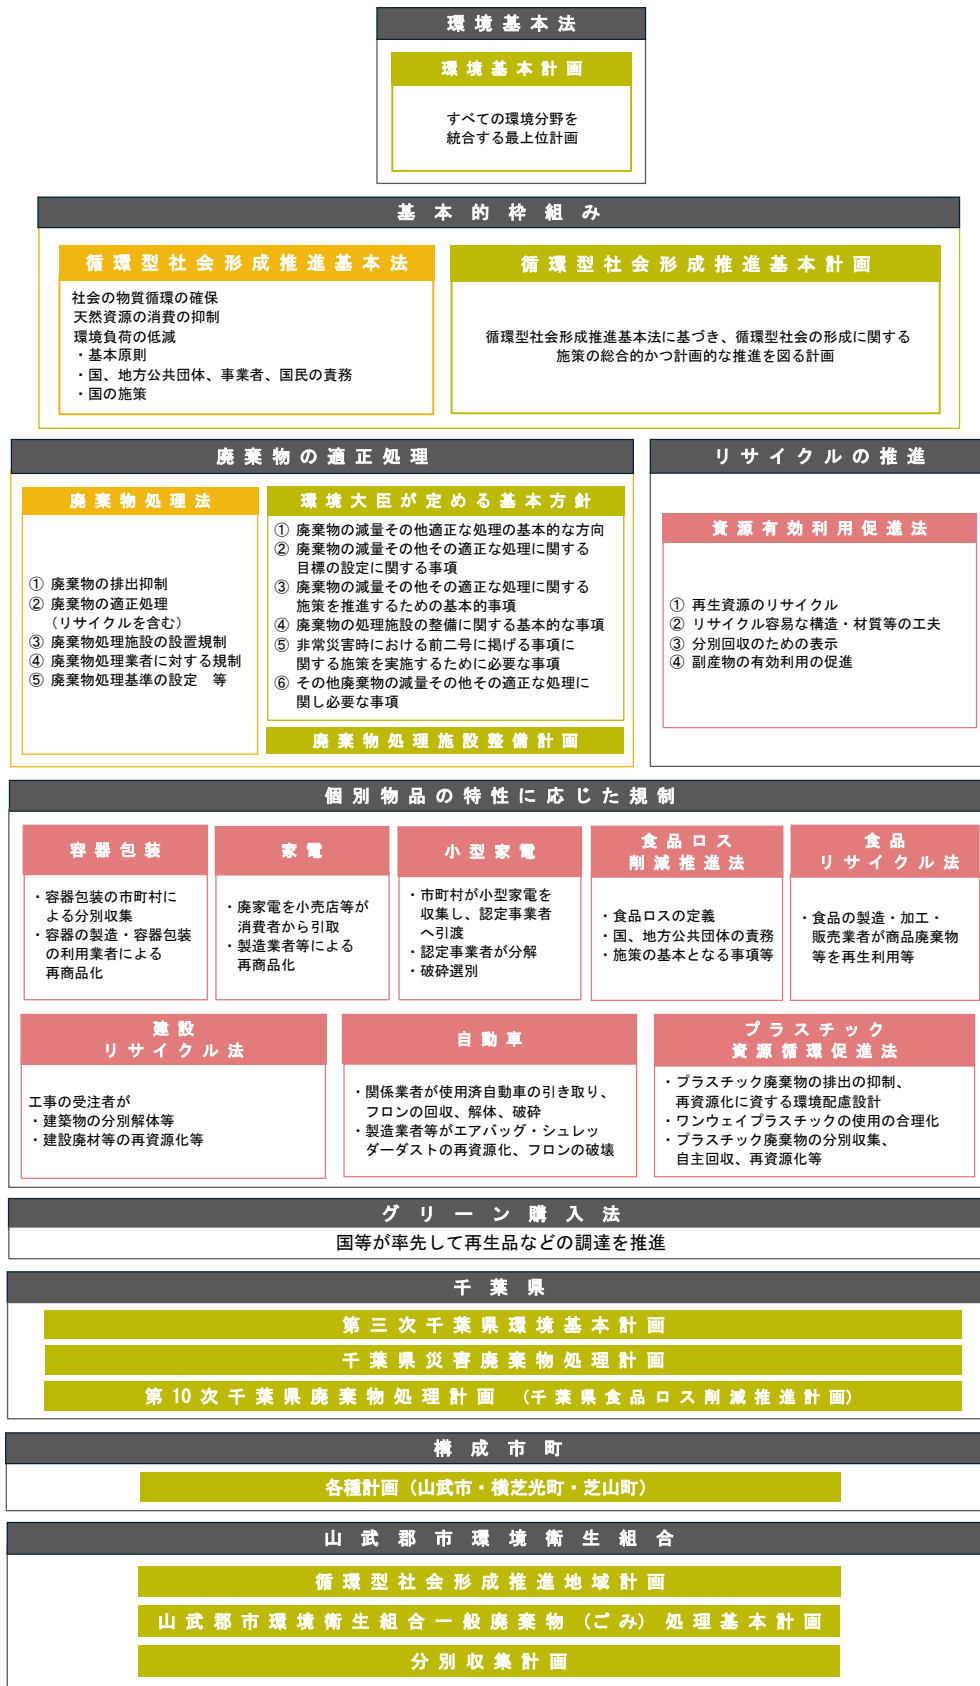 環境基本法
環境基本計画
すべての環境分野を
統合する最上位計画
基本的枠組み
循環型社会形成推進基本法
社会の物質循環の確保
天然資源の消費の抑制
環境負荷の低減
・基本原則
・国、地方公共団体、事業者、国民の責務
・国の施策
循環型社会形成推進基本計画
循環型社会形成推進基本法に基づき、循環型社会の形成に関する
施策の総合的かつ計画的な推進を図る計画
廃棄物の適正処理
廃棄物処理法
① 廃棄物の排出抑制
② 廃棄物の適正処理
（リサイクルを含む）
③ 廃棄物処理施設の設置規制
④ 廃棄物処理業者に対する規制
⑤ 廃棄物処理基準の設定　等
環境大臣が定める基本方針
① 廃棄物の減量その他適正な処理の基本的な方向
② 廃棄物の減量その他その適正な処理に関する
目標の設定に関する事項
③ 廃棄物の減量その他その適正な処理に関する
施策を推進するための基本的事項
④ 廃棄物の処理施設の整備に関する基本的な事項
⑤ 非常災害時における前二号に掲げる事項に
関する施策を実施するために必要な事項
⑥ その他廃棄物の減量その他その適正な処理に
関し必要な事項
廃棄物処理施設整備計画
リサイクルの推進
資源有効利用促進法
① 再生資源のリサイクル
② リサイクル容易な構造・材質等の工夫
③ 分別回収のための表示
④ 副産物の有効利用の促進
個別物品の特性に応じた規制
容器包装
・容器包装の市町村に
よる分別収集
・容器の製造・容器包装
の利用業者による
再商品化
家電
・廃家電を小売店等が
消費者から引取
・製造業者等による
再商品化
小型家電
・市町村が小型家電を
収集し、認定事業者
へ引渡
・認定事業者が分解
・破砕選別
食品ロス
削減推進法
・食品ロスの定義
・国、地方公共団体の責務
・施策の基本となる事項等
食品
リサイクル法
・食品の製造・加工・
販売業者が商品廃棄物
等を再生利用等
建設
リサイクル法
工事の受注者が
・建築物の分別解体等
・建設廃材等の再資源化等
自動車
・関係業者が使用済自動車の引き取り、
フロンの回収、解体、破砕
・製造業者等がエアバッグ・シュレッ
ダーダストの再資源化、フロンの破壊
プラスチック
資源循環促進法
・プラスチック廃棄物の排出の抑制、
再資源化に資する環境配慮設計
・ワンウェイプラスチックの使用の合理化
・プラスチック廃棄物の分別収集、
自主回収、再資源化等
グリーン購入法
国等が率先して再生品などの調達を推進
千葉県
第三次千葉県環境基本計画
千葉県災害廃棄物処理計画
第10次千葉県廃棄物処理計画　（千葉県食品ロス削減推進計画）
構成市町
各種計画（山武市・横芝光町・芝山町）
山武郡市環境衛生組合
循環型社会形成推進地域計画
山武郡市環境衛生組合一般廃棄物（ごみ）処理基本計画
分別収集計画